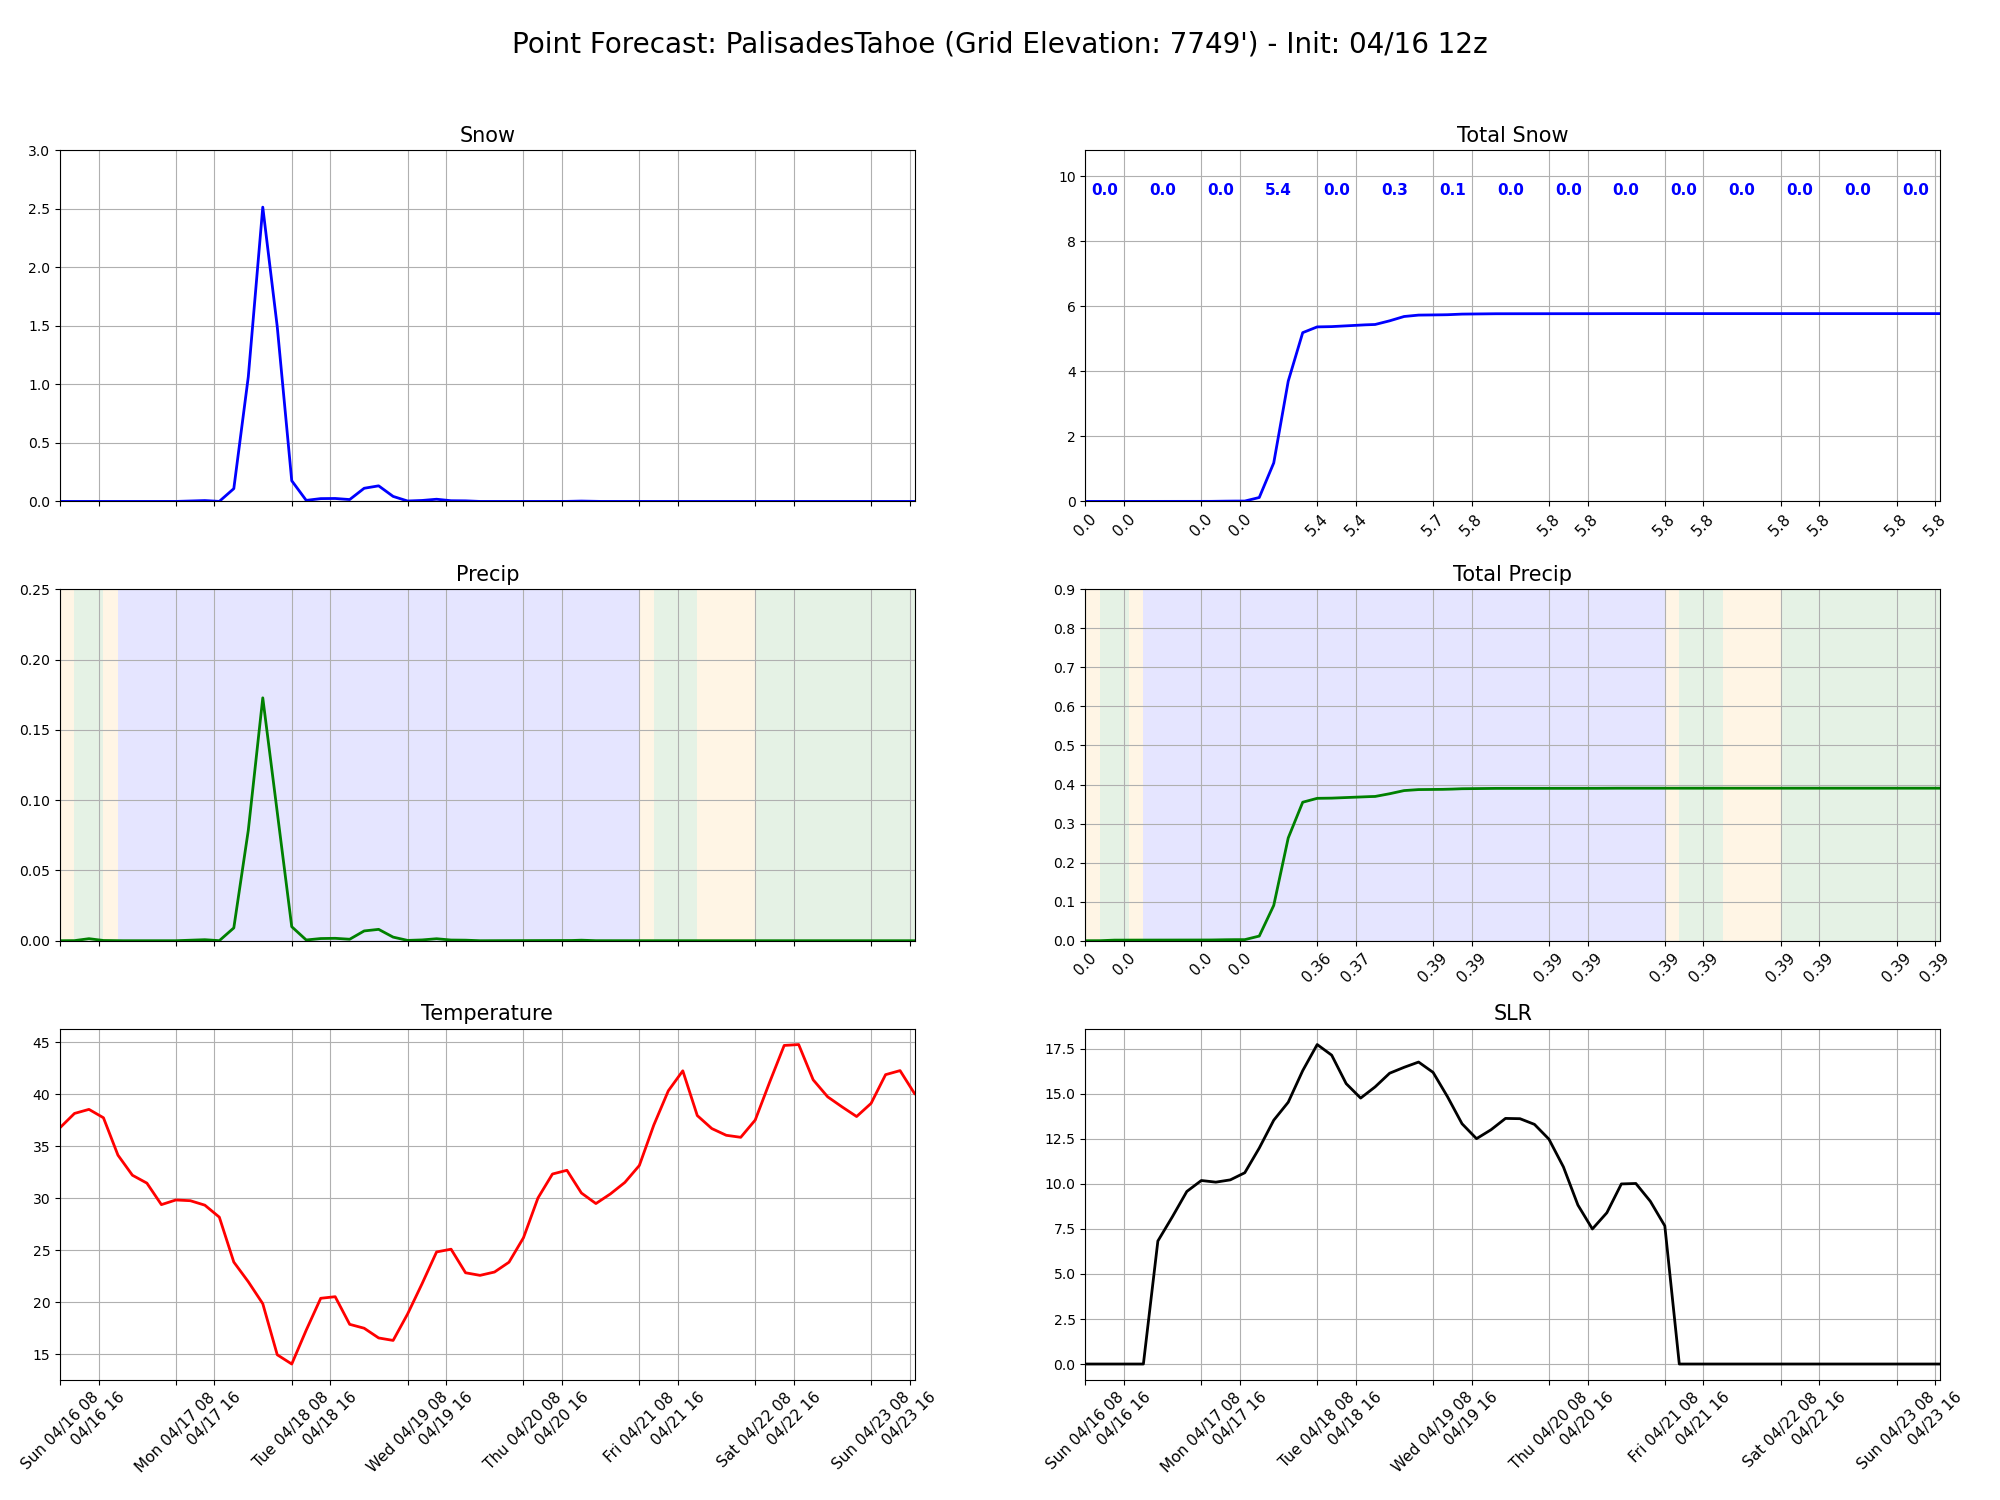 Point Forecast: PalisadesTahoe (Grid Elevation: 7749') - Init: 04/16 12z
Snow
3.0
2.5
2.0
1.5
1.0
0.5
0.0
Total Snow
10
8
6
4
2
0
0.0 0.0 0.0 5.4 0.0 0.3 0.1 0.0 0.0 0.0 0.0 0.0 0.0 0.0 0.0
0.0 0.0 0.0 0.0 5.4 5.4 5.7 5.8 5.8 5.8 5.8 5.8 5.8 5.8 5.8 5.8
Precip
0.25
0.20
0.15
0.10
0.05
0.00
Total Precip
0.9
0.8
0.7
0.6
0.5
0.4
0.3
0.2
0.1
0.0
0.0 0.0 0.0 0.0 0.36 0.37 0.39 0.39 0.39 0.39 0.39 0.39 0.39 0.39 0.39 0.39
Temperature
45
40
35
30
25
20
15
Sun 04/16 08
04/16 16
Mon 04/17 08
04/17 16
Tue 04/18 08
04/18 16
Wed 04/19 08
04/19 16
Thu 04/20 08
04/20 16
Fri 04/21 08
04/21 16
Sat 04/22 08
04/22 16
Sun 04/23 08
04/23 16
SLR
17.5
15.0
12.5
10.0
7.5
5.0
2.5
0.0
Sun 04/16 08
04/16 16
Mon 04/17 08
04/17 16
Tue 04/18 08
04/18 16
Wed 04/19 08
04/19 16
Thu 04/20 08
04/20 16
Fri 04/21 08
04/21 16
Sat 04/22 08
04/22 16
Sun 04/23 08
04/23 16